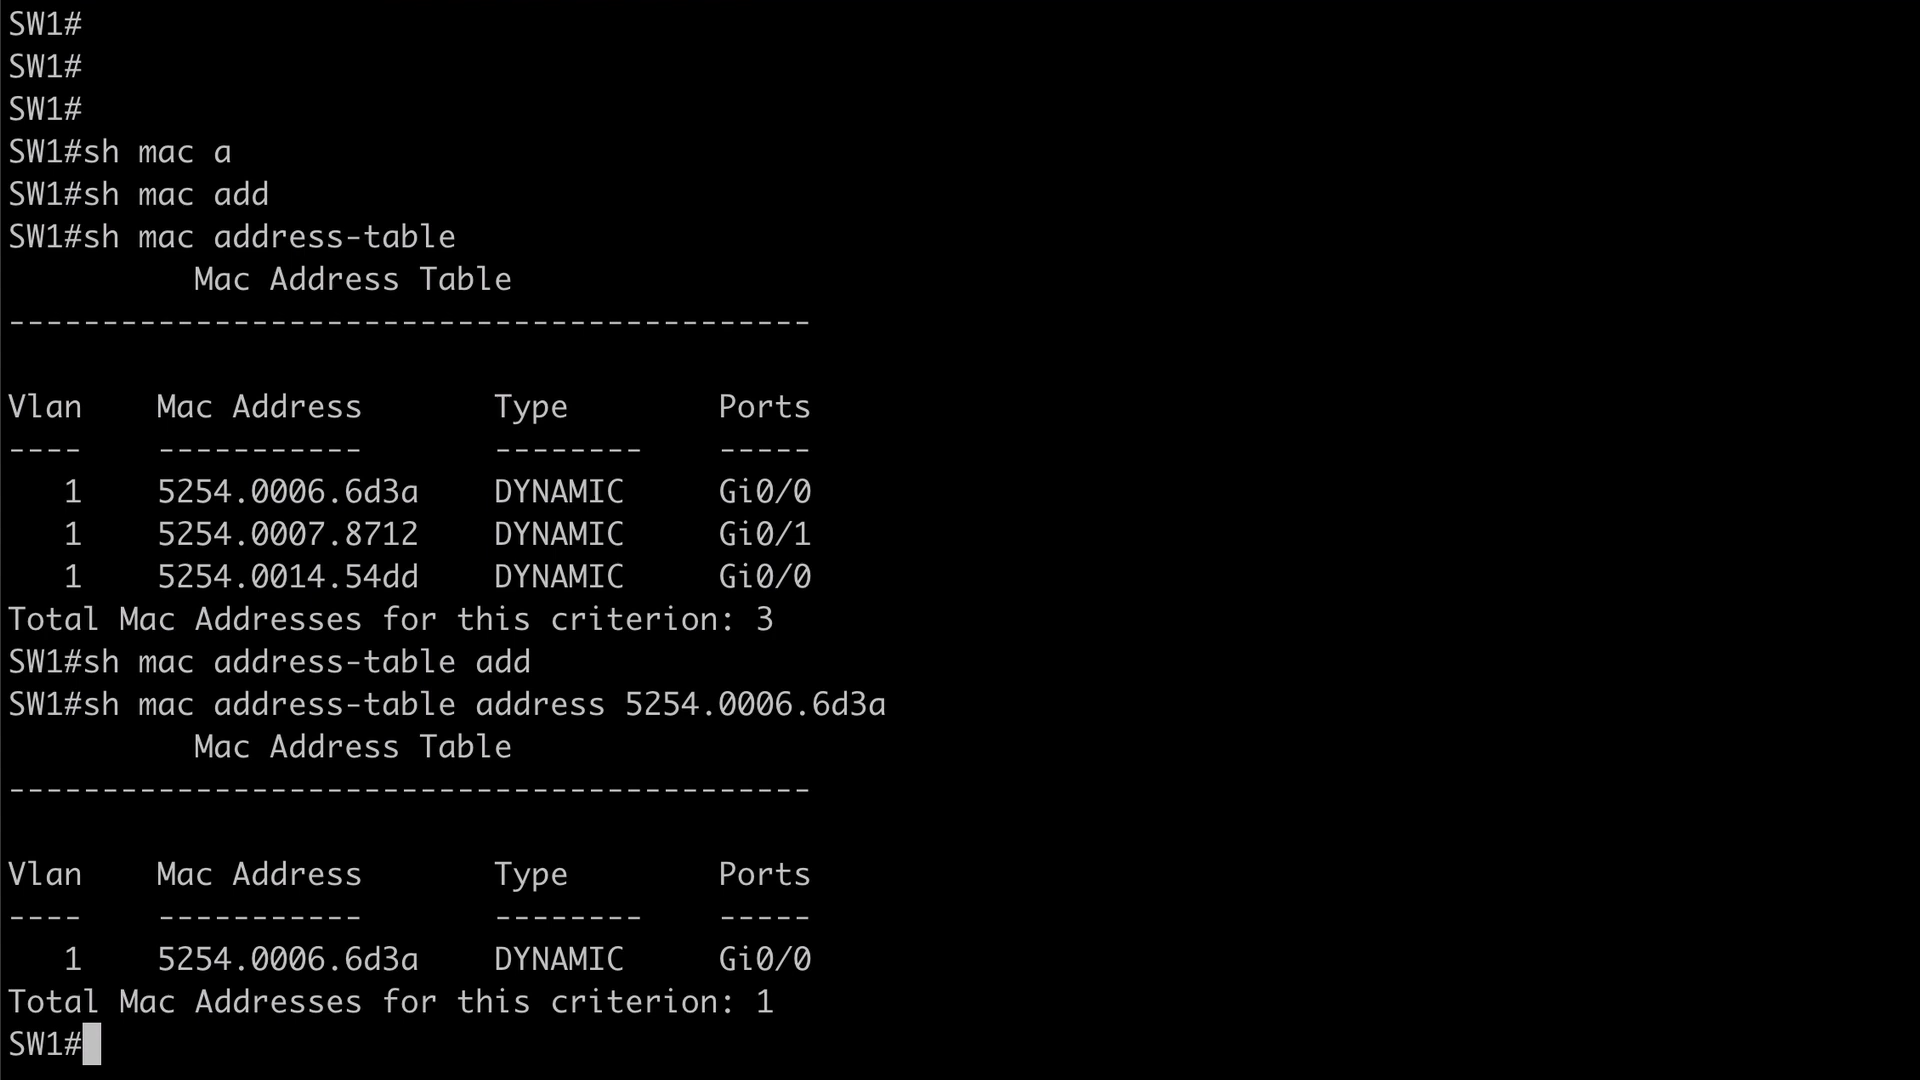 SW1#
SW1#
SW1#
SW1#sh mac a
SW1#sh mac add
SW1#sh mac address-table
          Mac Address Table
-------------------------------------------

Vlan    Mac Address       Type        Ports
----    -----------       --------    -----
   1    5254.0006.6d3a    DYNAMIC     Gi0/0
   1    5254.0007.8712    DYNAMIC     Gi0/1
   1    5254.0014.54dd    DYNAMIC     Gi0/0
Total Mac Addresses for this criterion: 3
SW1#sh mac address-table add
SW1#sh mac address-table address 5254.0006.6d3a
          Mac Address Table
-------------------------------------------

Vlan    Mac Address       Type        Ports
----    -----------       --------    -----
   1    5254.0006.6d3a    DYNAMIC     Gi0/0
Total Mac Addresses for this criterion: 1
SW1#